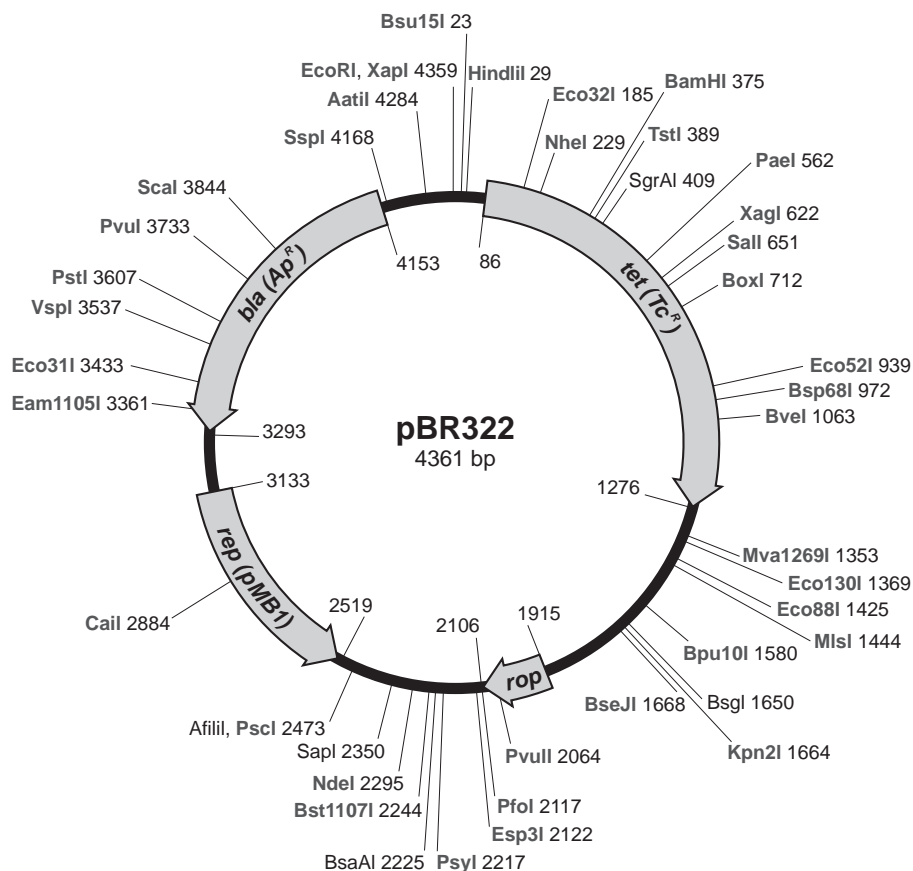 Bsu15I 23
EcoRI, XapI 4359
HindIiI 29
AatiI 4284
SspI 4168
Eco32I 185
BamHI 375
NheI 229
TstI 389
SgrAI 409
PaeI 562
XagI 622
SalI 651
BoxI 712
ScaI 3844
PvuI 3733
PstI 3607
VspI 3537
Eco31I 3433
Eam1105I 3361
4153
86
bla (Ap^R)
tet (Tc^R)
Eco52I 939
Bsp68I 972
BveI 1063
pBR322
4361 bp
3293
3133
1276
rep (pMB1)
Mva1269I 1353
Eco130I 1369
Eco88I 1425
MlsI 1444
CaiI 2884
2519
2106
1915
rop
Bpu10I 1580
BsgI 1650
BseJI 1668
Kpn2I 1664
AfiliI, PscI 2473
SapI 2350
NdeI 2295
Bst1107I 2244
BsaAI 2225
PsyI 2217
PvuII 2064
PfoI 2117
Esp3I 2122